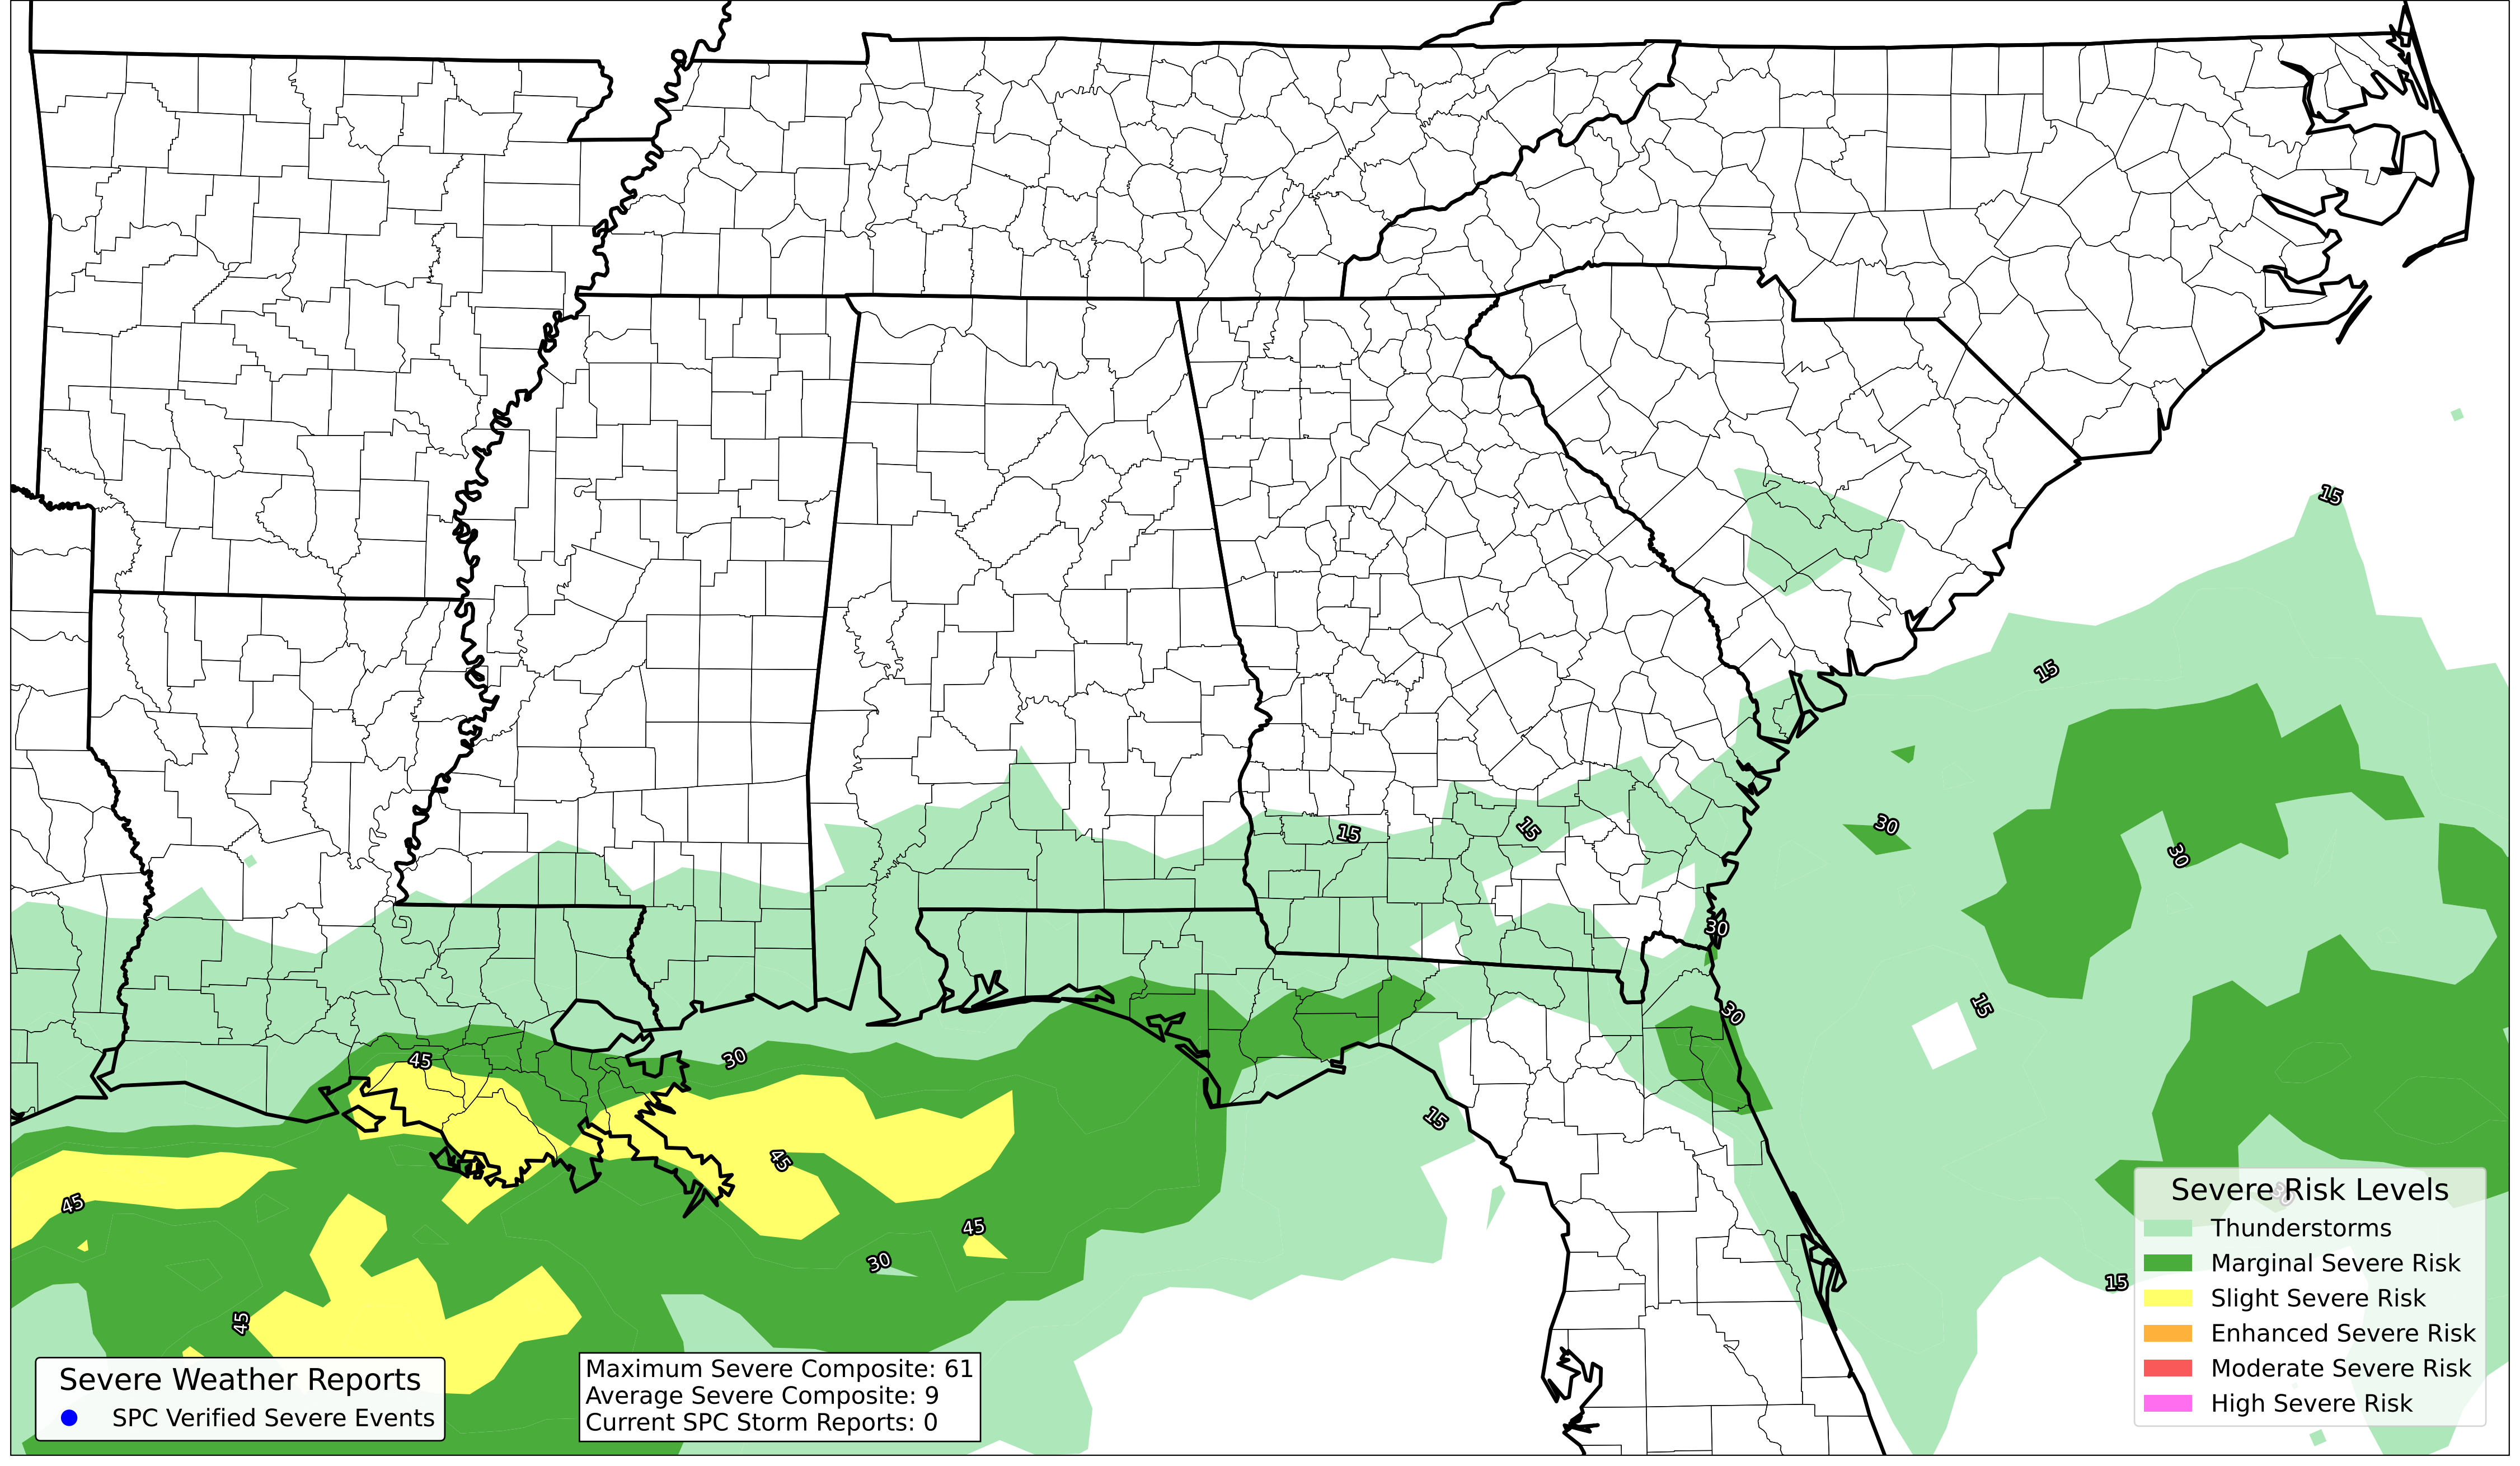 15
15
15
15
30
30
30
30
15
45
30
15
45
45
45
30
15
45
Severe Risk Levels
Thunderstorms
Marginal Severe Risk
Slight Severe Risk
Enhanced Severe Risk
Moderate Severe Risk
High Severe Risk
Severe Weather Reports
SPC Verified Severe Events
Maximum Severe Composite: 61
Average Severe Composite: 9
Current SPC Storm Reports: 0